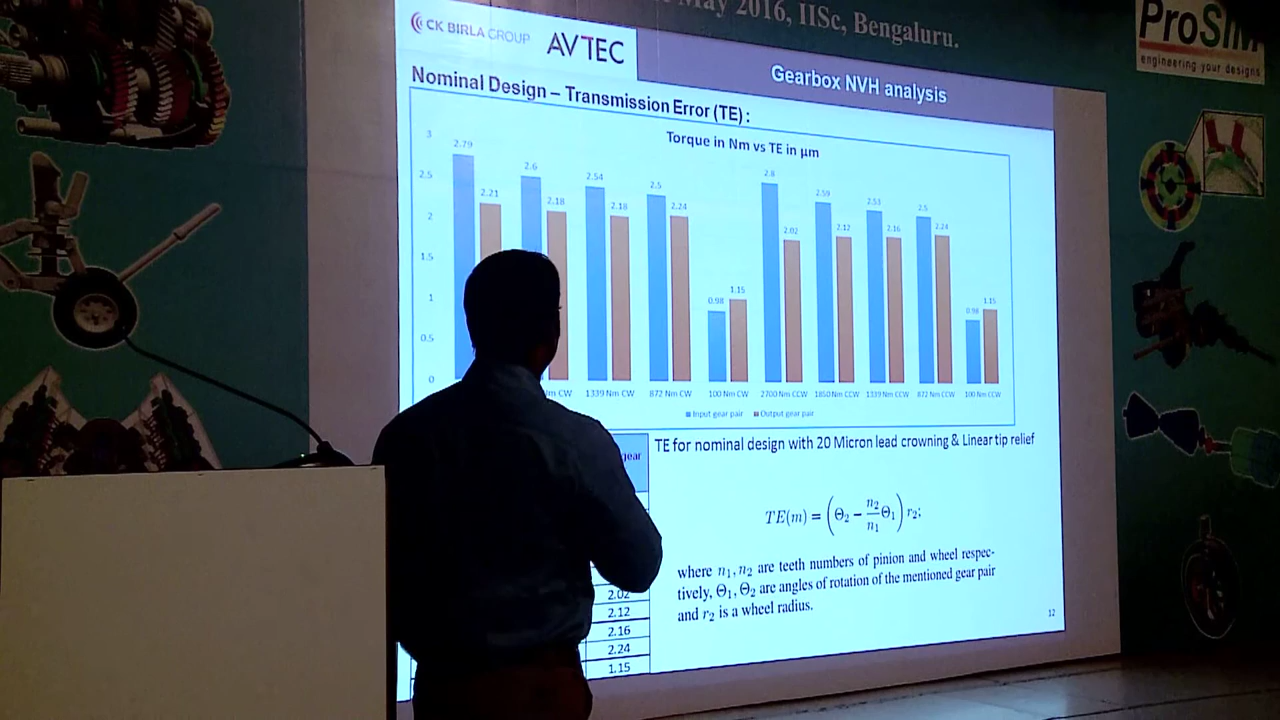 May 2016, IISc, Bengaluru.
ProSIM
engineering your designs
CK BIRLA GROUP
AVTEC
Gearbox NVH analysis
Nominal Design – Transmission Error (TE) :
Torque in Nm vs TE in µm
3
2.5
2
1.5
1
0.5
0
2.79
2.21
2.6
2.18
2.54
2.18
2.5
2.24
0.98
1.15
2.8
2.02
2.59
2.12
2.53
2.16
2.5
2.24
0.98
1.15
Nm CW 1339 Nm CW 872 Nm CW 100 Nm CW 2700 Nm CCW 1850 Nm CCW 1339 Nm CCW 872 Nm CCW 100 Nm CCW
Input gear pair Output gear pair
gear
2.02
2.12
2.16
2.24
1.15
TE for nominal design with 20 Micron lead crowning & Linear tip relief
TE(m) = (Θ2 − n2/n1 Θ1) r2;
where n1, n2 are teeth numbers of pinion and wheel respec-
tively, Θ1, Θ2 are angles of rotation of the mentioned gear pair
and r2 is a wheel radius.
12